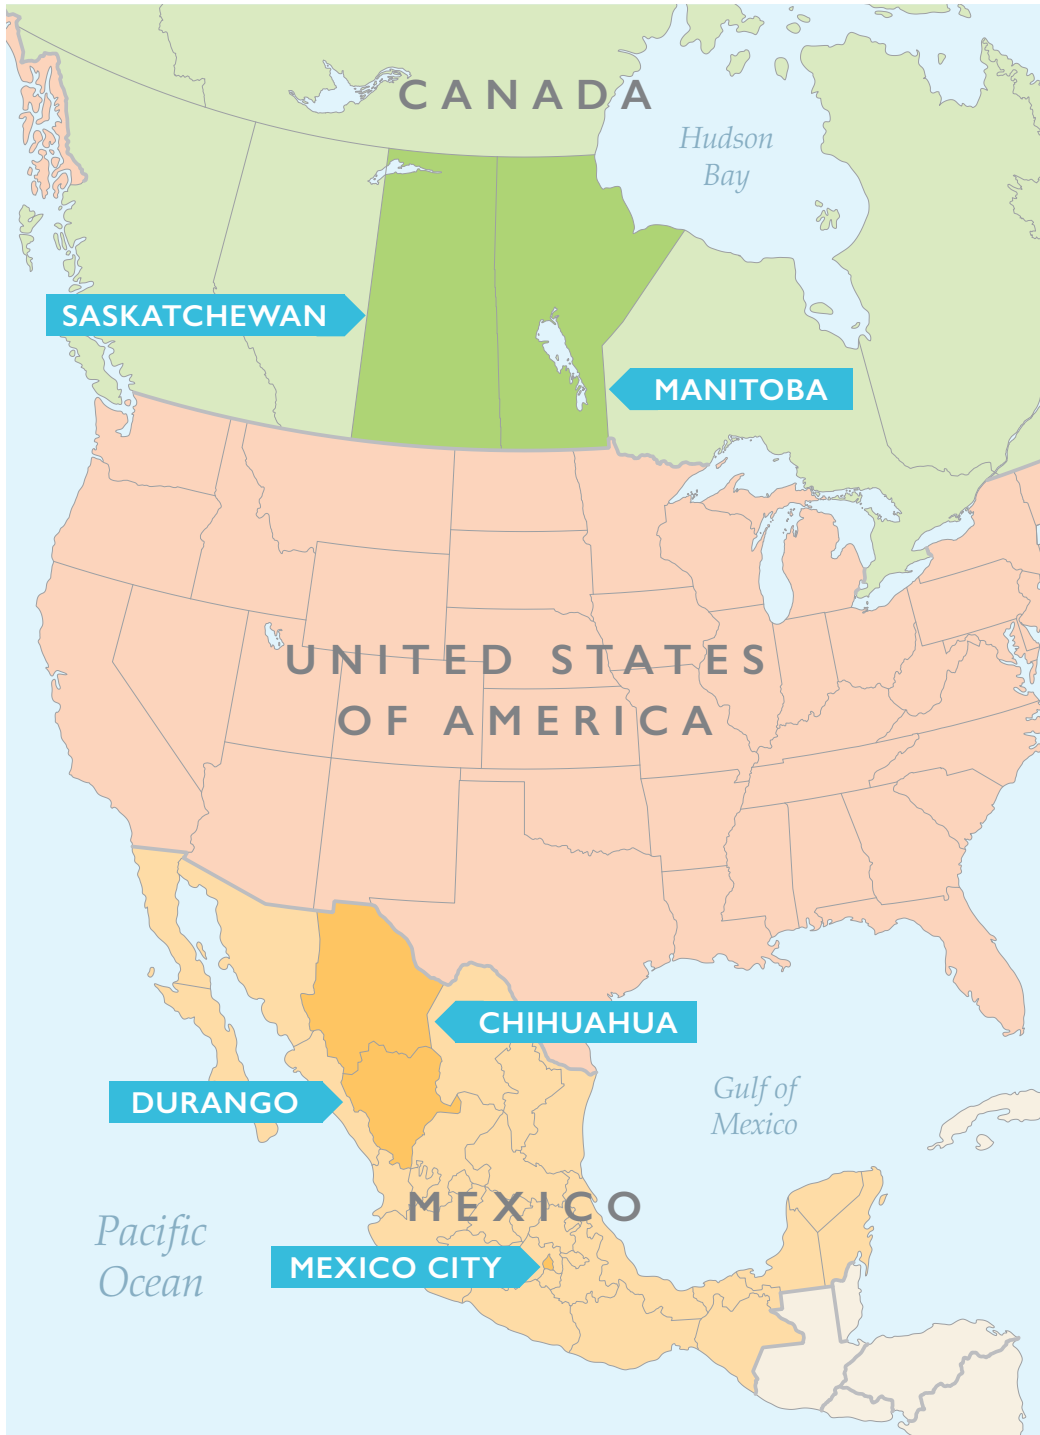 CANADA
Hudson
Bay
SASKATCHEWAN
MANITOBA
UNITED STATES
OF AMERICA
CHIHUAHUA
DURANGO
Gulf of
Mexico
MEXICO
Pacific
Ocean
MEXICO CITY